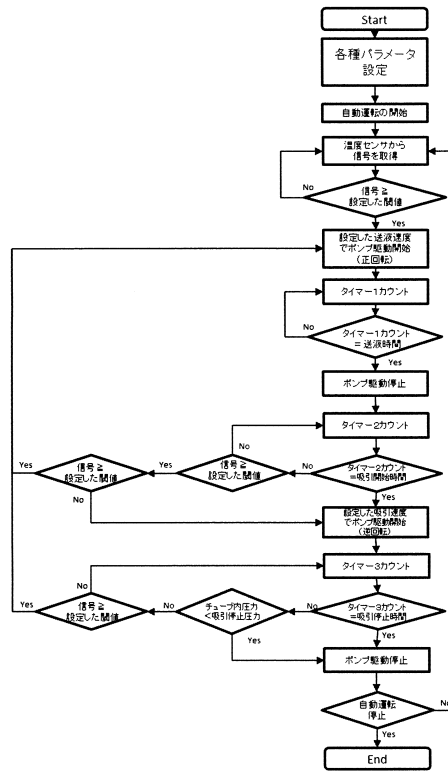 Start
各種パラメータ
設定
自動運転の開始
温度センサから
信号を取得
No
信号≧
設定した閾値
Yes
設定した送液速度
でポンプ駆動開始
(正回転)
タイマー1カウント
No
タイマー1カウント
= 送液時間
Yes
ポンプ駆動停止
タイマー2カウント
No
Yes
信号≧
設定した閾値
Yes
信号≧
設定した閾値
No
タイマー2カウント
=吸引開始時間
No
Yes
設定した吸引速度
でポンプ駆動開始
(逆回転)
タイマー3カウント
No
Yes
信号≧
設定した閾値
No
チューブ内圧力
<吸引停止圧力
No
タイマー3カウント
=吸引停止時間
Yes
Yes
ポンプ駆動停止
自動運転
停止
No
Yes
End